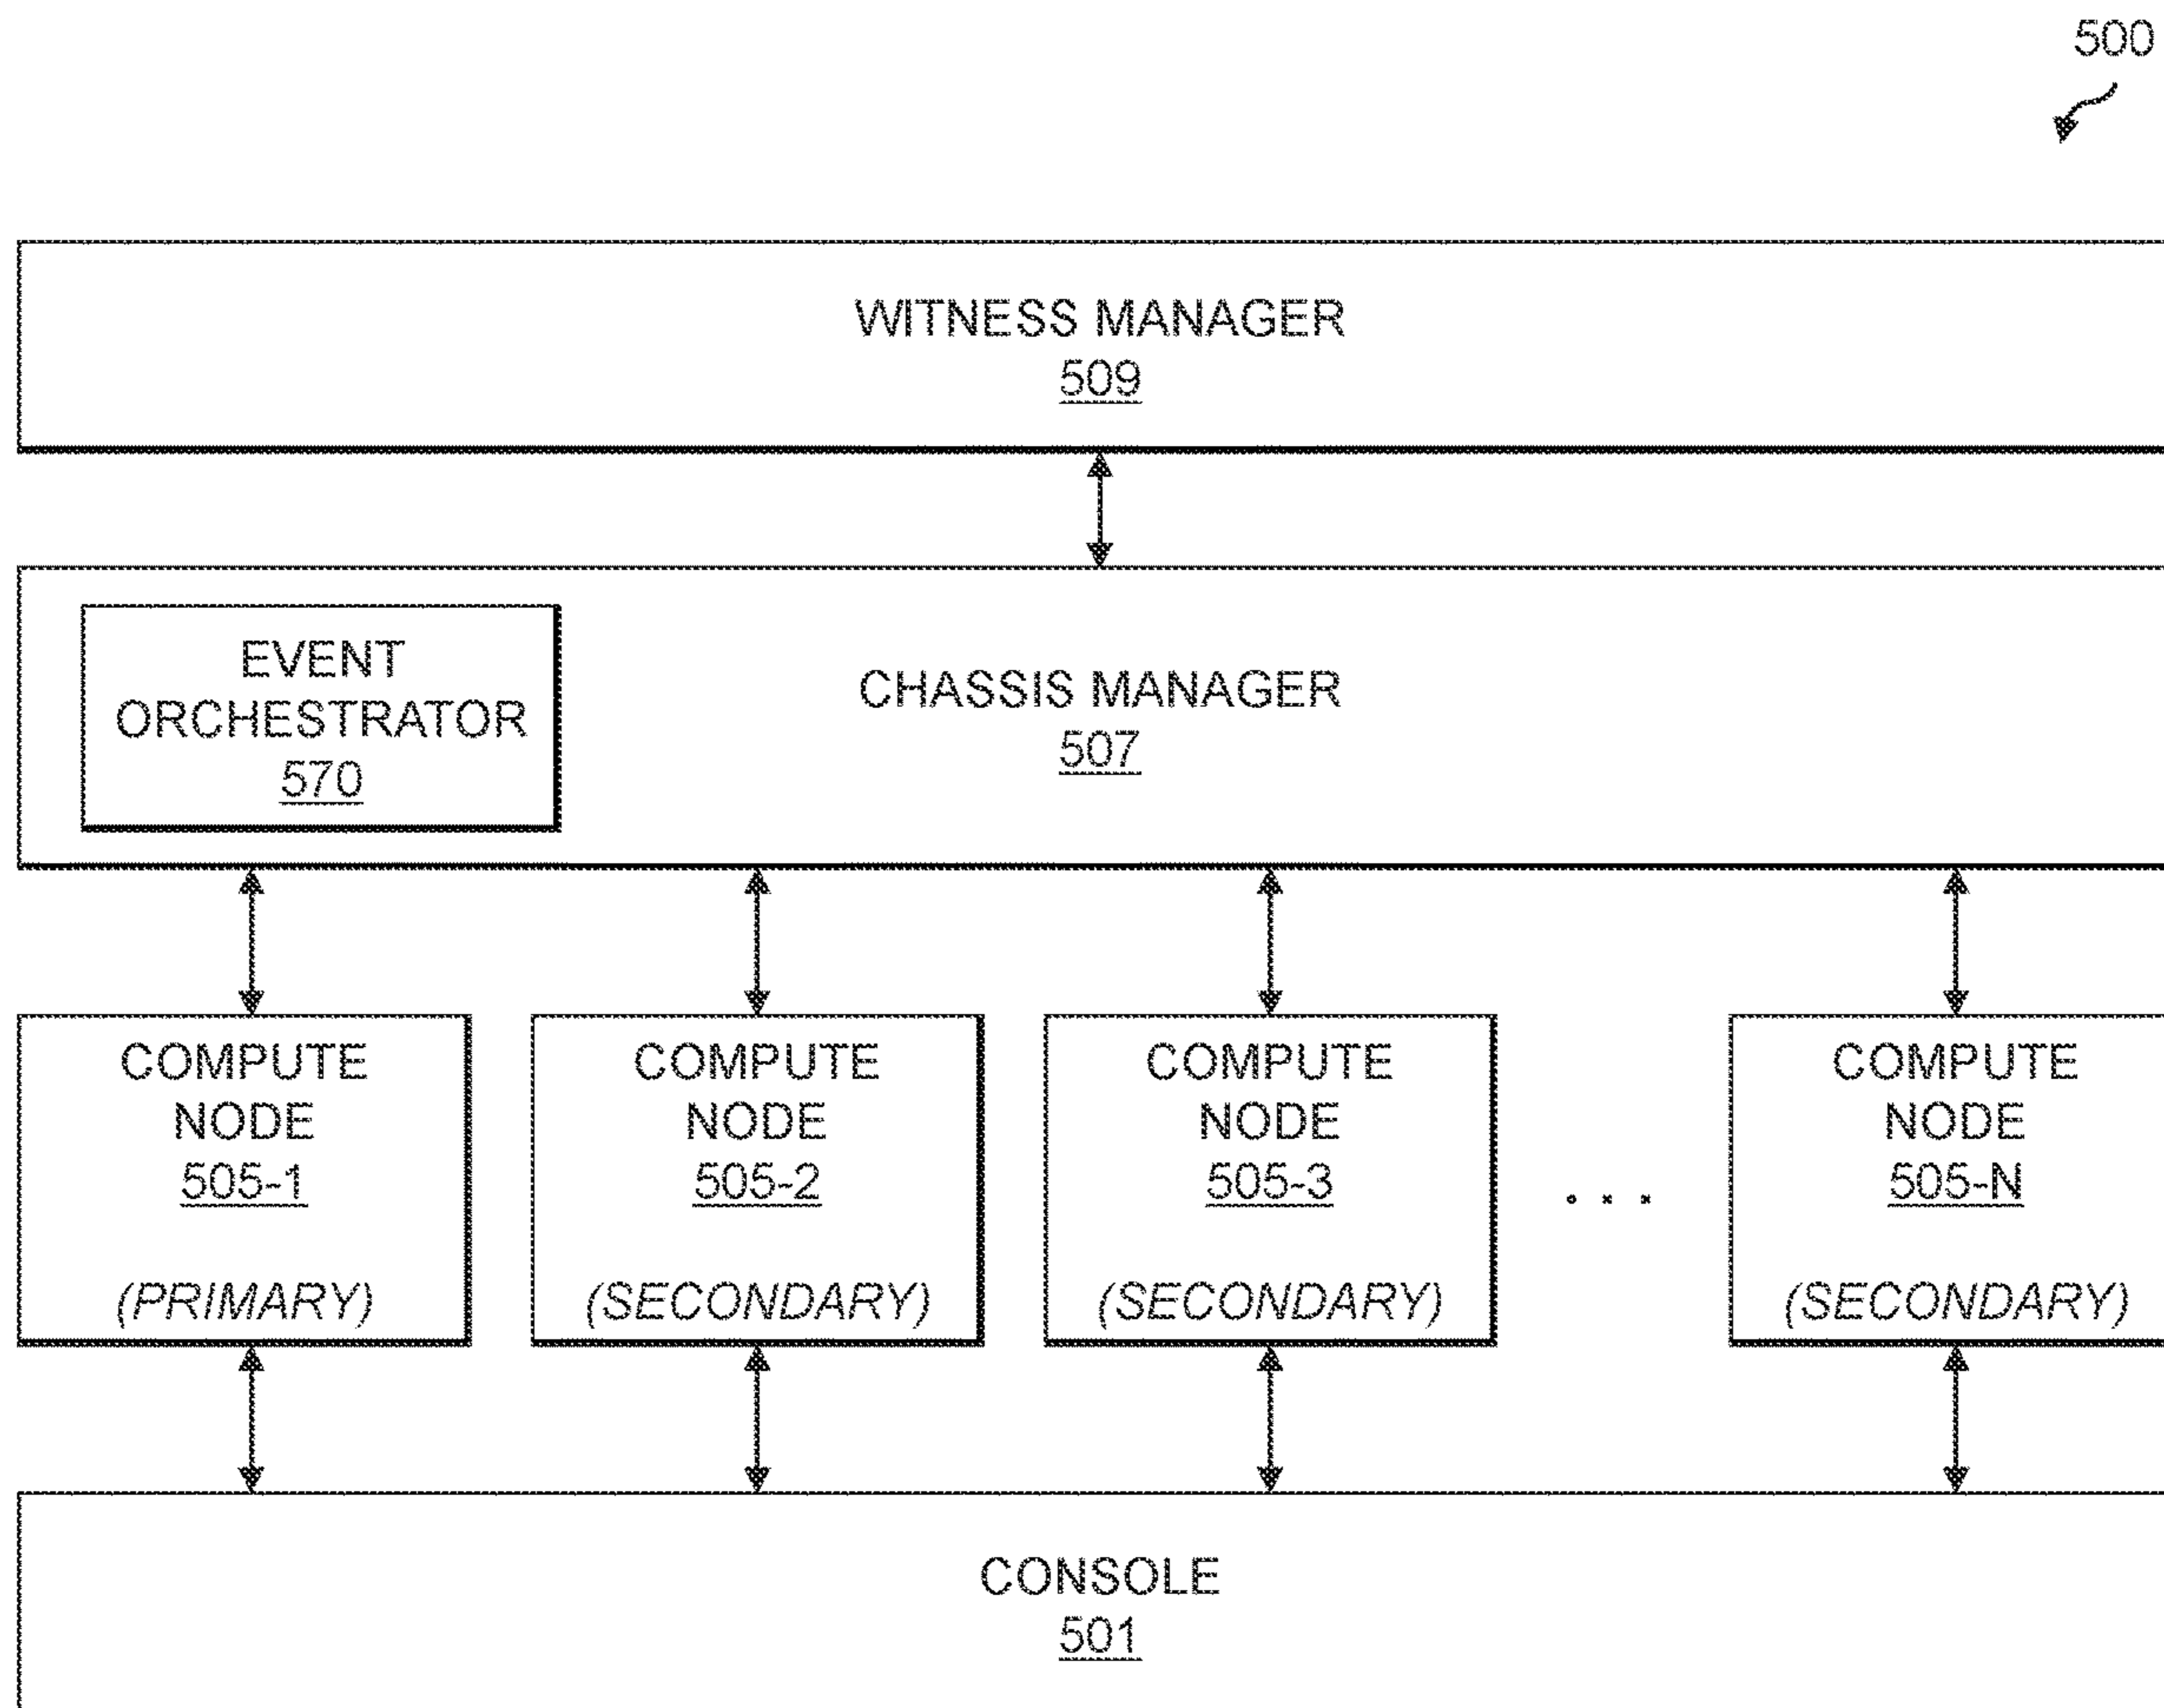 500
WITNESS MANAGER
509
EVENT
ORCHESTRATOR
570
CHASSIS MANAGER
507
COMPUTE
NODE
505-1
(PRIMARY)
COMPUTE
NODE
505-2
(SECONDARY)
COMPUTE
NODE
505-3
(SECONDARY)
. . .
COMPUTE
NODE
505-N
(SECONDARY)
CONSOLE
501